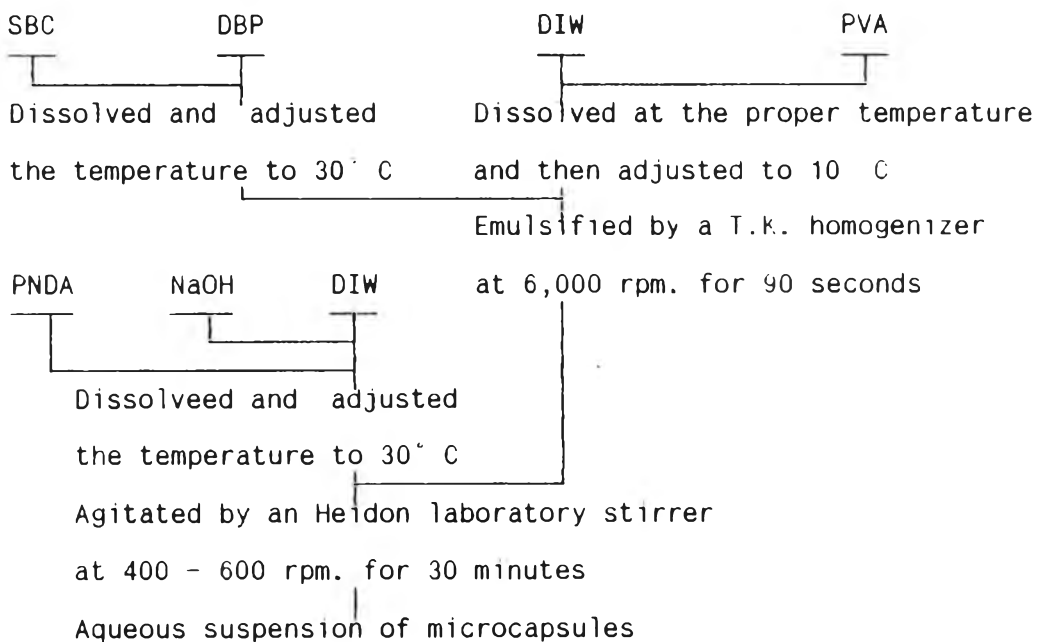 SBC DBP DIW PVA
Dissolved and adjusted Dissolved at the proper temperature
the temperature to 30° C and then adjusted to 10 C
Emulsified by a T.K. homogenizer
PNDA NaOH DIW at 6,000 rpm. for 90 seconds
Dissolveed and adjusted
the temperature to 30° C
Agitated by an Heidon laboratory stirrer
at 400 - 600 rpm. for 30 minutes
Aqueous suspension of microcapsules